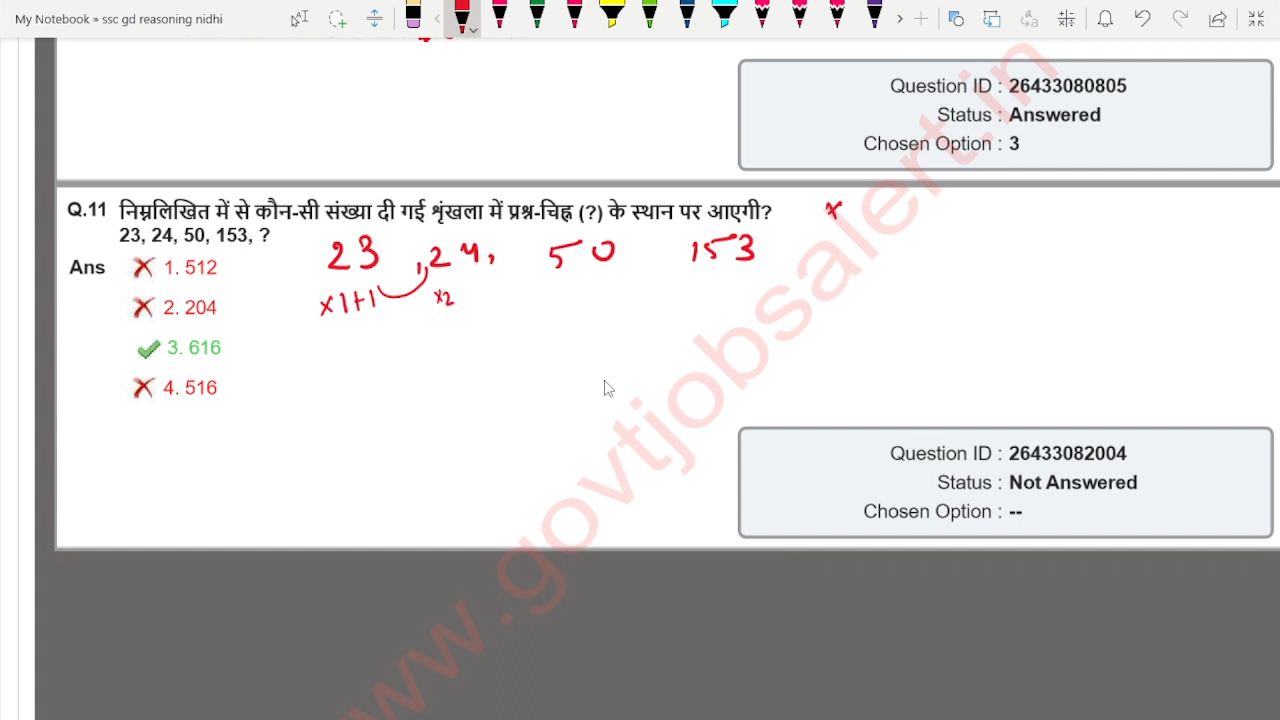 My Notebook » ssc gd reasoning nidhi
Question ID : 26433080805
Status : Answered
Chosen Option : 3
Q.11 निम्नलिखित में से कौन-सी संख्या दी गई शृंखला में प्रश्न-चिह्न (?) के स्थान पर आएगी?
23, 24, 50, 153, ?
23 , 24, 50 153
×1+1 ×2
Ans 1. 512
2. 204
3. 616
4. 516
Question ID : 26433082004
Status : Not Answered
Chosen Option : --
www.govtjobsalert.in